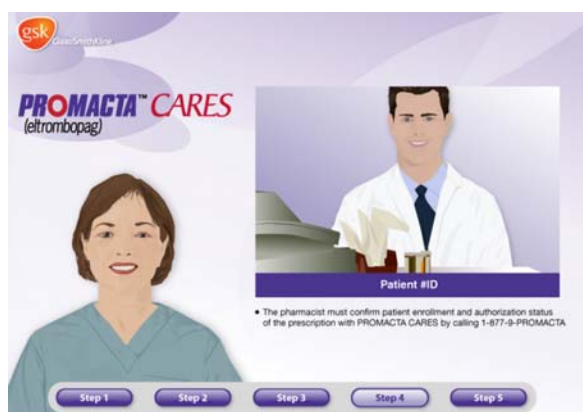 gsk
GlaxoSmithKline
PROMACTA™ CARES
(eltrombopag)
Patient #ID
• The pharmacist must confirm patient enrollment and authorization status
of the prescription with PROMACTA CARES by calling 1-877-9-PROMACTA
Step 1
Step 2
Step 3
Step 4
Step 5